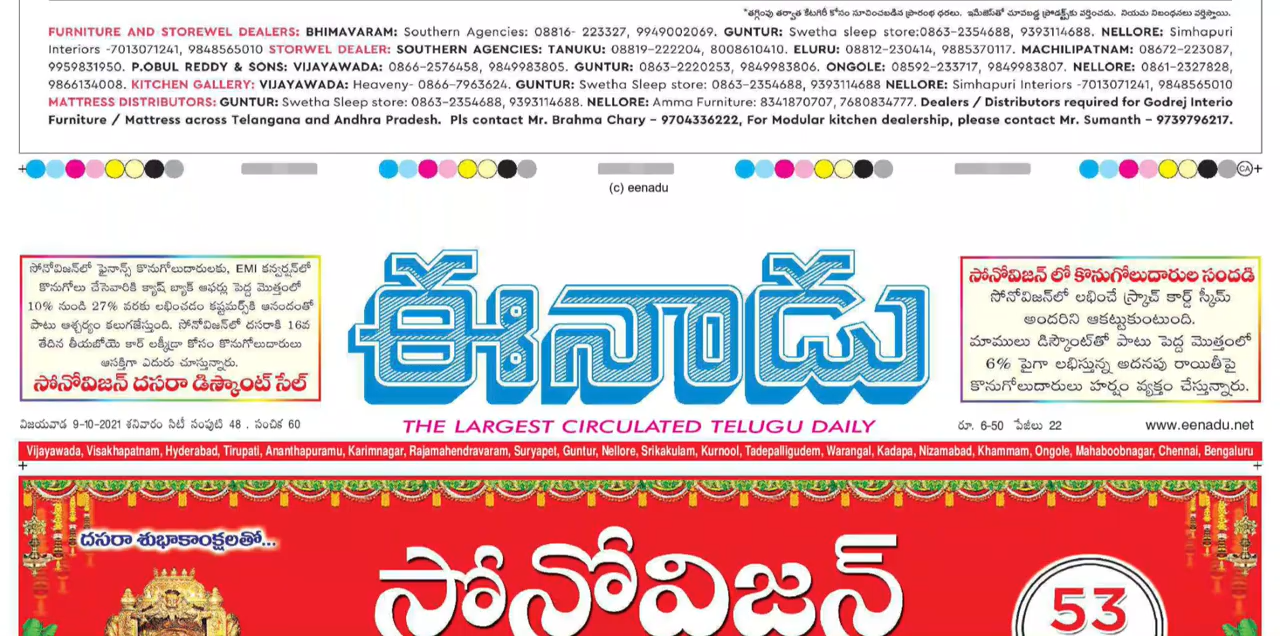 *తగ్గింపు తర్వాత కేటగిరీ కోసం సూచించబడిన ప్రారంభ ధరలు. ఇమేజెస్‌తో చూపబడ్డ ప్రొడక్ట్స్‌కు వర్తించదు. నియమ నిబంధనలు వర్తిస్తాయి.
FURNITURE AND STOREWEL DEALERS: BHIMAVARAM: Southern Agencies: 08816- 223327, 9949002069. GUNTUR: Swetha sleep store:0863-2354688, 9393114688. NELLORE: Simhapuri
Interiors -7013071241, 9848565010 STORWEL DEALER: SOUTHERN AGENCIES: TANUKU: 08819-222204, 8008610410. ELURU: 08812-230414, 9885370117. MACHILIPATNAM: 08672-223087,
9959831950. P.OBUL REDDY & SONS: VIJAYAWADA: 0866-2576458, 9849983805. GUNTUR: 0863-2220253, 9849983806. ONGOLE: 08592-233717, 9849983807. NELLORE: 0861-2327828,
9866134008. KITCHEN GALLERY: VIJAYAWADA: Heaveny- 0866-7963624. GUNTUR: Swetha Sleep store: 0863-2354688, 9393114688 NELLORE: Simhapuri Interiors -7013071241, 9848565010
MATTRESS DISTRIBUTORS: GUNTUR: Swetha Sleep store: 0863-2354688, 9393114688. NELLORE: Amma Furniture: 8341870707, 7680834777. Dealers / Distributors required for Godrej Interio
Furniture / Mattress across Telangana and Andhra Pradesh. Pls contact Mr. Brahma Chary – 9704336222, For Modular kitchen dealership, please contact Mr. Sumanth – 9739796217.
CA
(c) eenadu
సోనోవిజన్‌లో ఫైనాన్స్ కొనుగోలుదారులకు, EMI కన్వర్షన్‌లో
కొనుగోలు చేసేవారికి క్యాష్ బ్యాక్ ఆఫర్లు పెద్ద మొత్తంలో
10% నుండి 27% వరకు లభించడం కష్టమర్స్‌కి ఆనందంతో
పాటు ఆశ్చర్యం కలుగజేస్తుంది. సోనోవిజన్‌లో దసరాకి 16వ
తేదిన తీయబోయె కార్ లక్కీడ్రా కోసం కొనుగోలుదారులు
ఆసక్తిగా ఎదురు చూస్తున్నారు.
సోనోవిజన్ దసరా డిస్కౌంట్ సేల్
ఈనాడు
సోనోవిజన్ లో కొనుగోలుదారుల సందడి
సోనోవిజన్‌లో లభించే స్క్రాచ్ కార్డ్ స్కీమ్
అందరిని ఆకట్టుకుంటుంది.
మాములు డిస్కౌంట్‌తో పాటు పెద్ద మొత్తంలో
6% పైగా లభిస్తున్న అదనపు రాయితీపై
కొనుగోలుదారులు హర్షం వ్యక్తం చేస్తున్నారు.
విజయవాడ 9-10-2021 శనివారం సిటీ సంపుటి 48 . సంచిక 60
THE LARGEST CIRCULATED TELUGU DAILY
రూ. 6-50 పేజీలు 22
www.eenadu.net
Vijayawada, Visakhapatnam, Hyderabad, Tirupati, Ananthapuramu, Karimnagar, Rajamahendravaram, Suryapet, Guntur, Nellore, Srikakulam, Kurnool, Tadepalligudem, Warangal, Kadapa, Nizamabad, Khammam, Ongole, Mahaboobnagar, Chennai, Bengaluru
దసరా శుభాకాంక్షలతో...
సోనోవిజన్
53